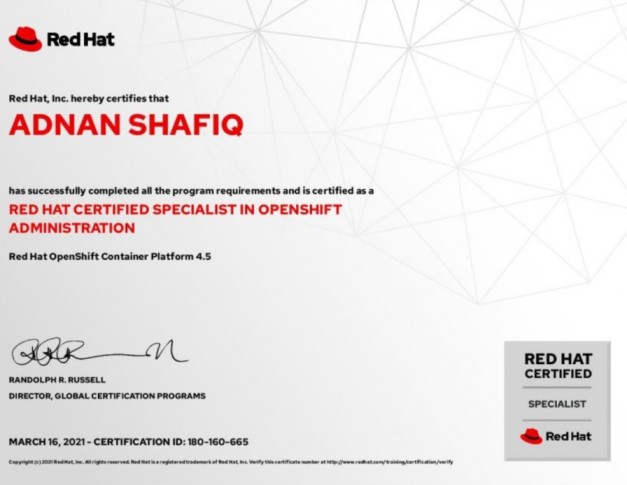 Red Hat
Red Hat, Inc. hereby certifies that
ADNAN SHAFIQ
has successfully completed all the program requirements and is certified as a
RED HAT CERTIFIED SPECIALIST IN OPENSHIFT
ADMINISTRATION
Red Hat OpenShift Container Platform 4.5
RANDOLPH R. RUSSELL
DIRECTOR, GLOBAL CERTIFICATION PROGRAMS
MARCH 16, 2021 - CERTIFICATION ID: 180-160-665
Copyright (c) 2021 Red Hat, Inc. All rights reserved. Red Hat is a registered trademark of Red Hat, Inc. Verify this certificate number at http://www.redhat.com/training/certification/verify
RED HAT
CERTIFIED
SPECIALIST
Red Hat